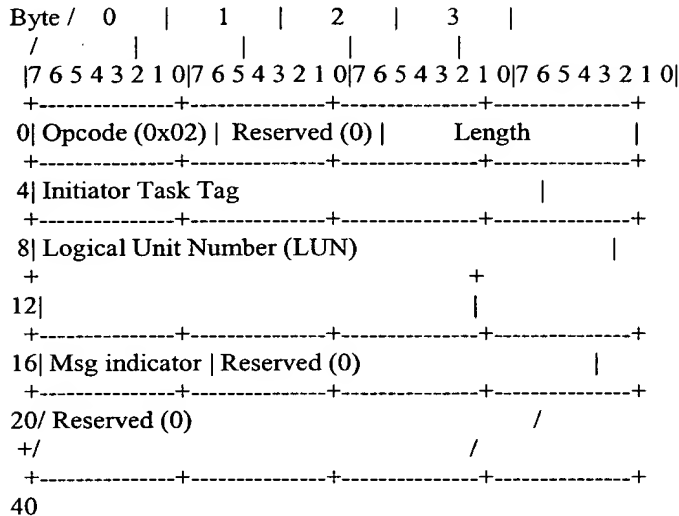 Byte / 0 | 1 | 2 | 3 |
/ | | | |
|7 6 5 4 3 2 1 0|7 6 5 4 3 2 1 0|7 6 5 4 3 2 1 0|7 6 5 4 3 2 1 0|
+---------------+---------------+---------------+---------------+
0| Opcode (0x02) | Reserved (0) | Length |
+---------------+---------------+---------------+---------------+
4| Initiator Task Tag |
+---------------+---------------+---------------+---------------+
8| Logical Unit Number (LUN) |
+ +
12| |
+---------------+---------------+---------------+---------------+
16| Msg indicator | Reserved (0) |
+---------------+---------------+---------------+---------------+
20/ Reserved (0) /
+/ /
+---------------+---------------+---------------+---------------+
40